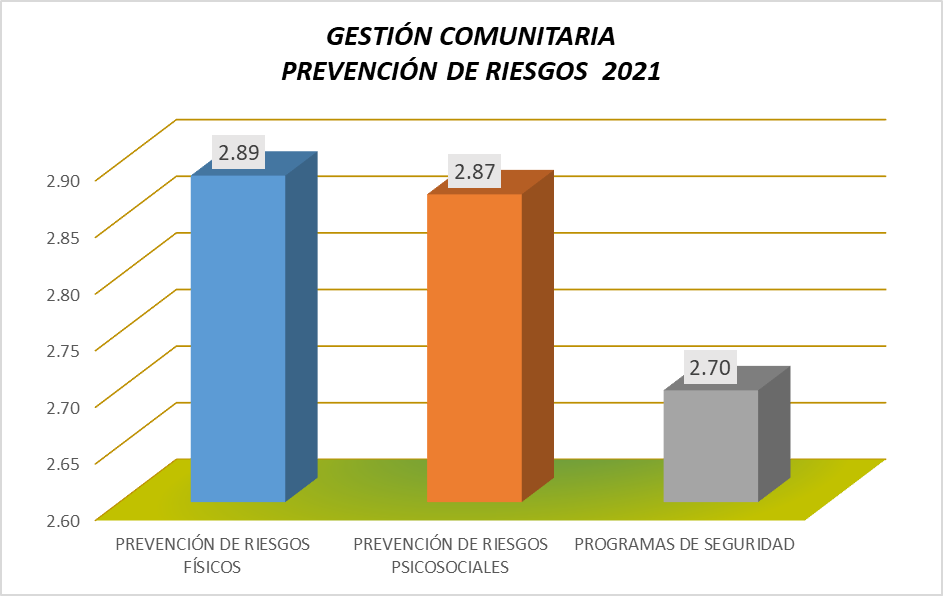 GESTIÓN COMUNITARIA
PREVENCIÓN DE RIESGOS  2021
2.90
2.85
2.80
2.75
2.70
2.65
2.60
2.89
2.87
2.70
PREVENCIÓN DE RIESGOS
FÍSICOS
PREVENCIÓN DE RIESGOS
PSICOSOCIALES
PROGRAMAS DE SEGURIDAD